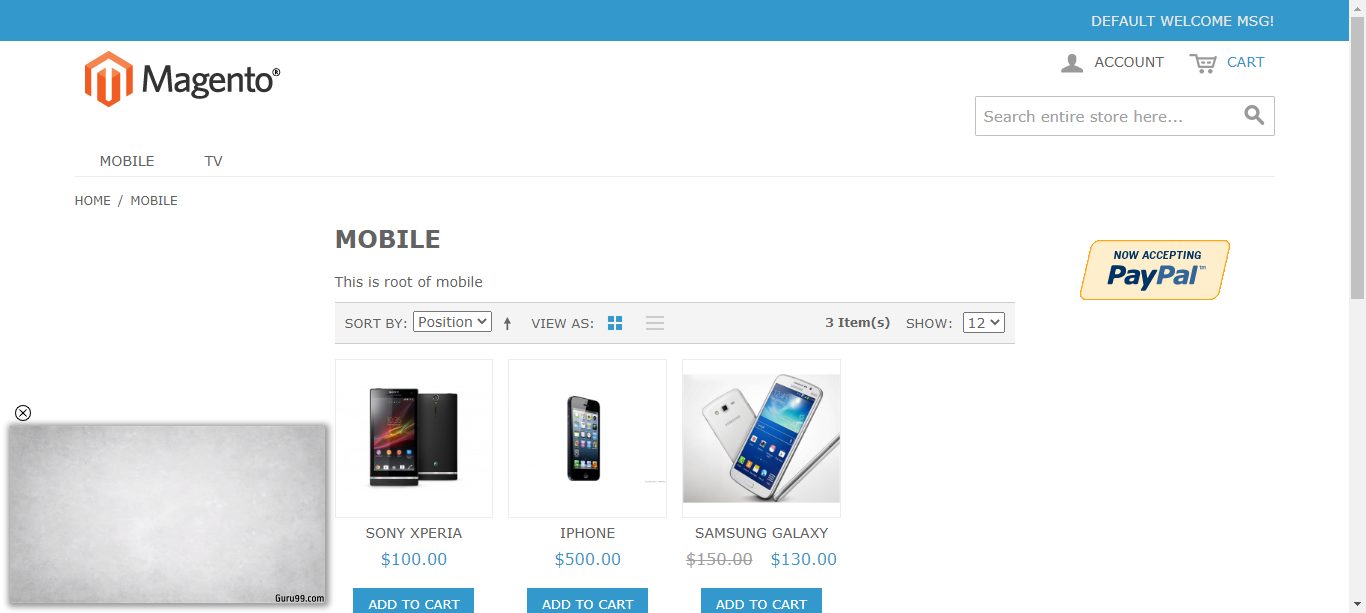 DEFAULT WELCOME MSG!
Magento®
ACCOUNT CART
Search entire store here...
MOBILE TV
HOME / MOBILE
MOBILE
NOW ACCEPTING
PayPal™
This is root of mobile
SORT BY: Position VIEW AS: 3 Item(s) SHOW: 12
SONY XPERIA IPHONE SAMSUNG GALAXY
$100.00 $500.00 $150.00 $130.00
ADD TO CART ADD TO CART ADD TO CART
Guru99.com